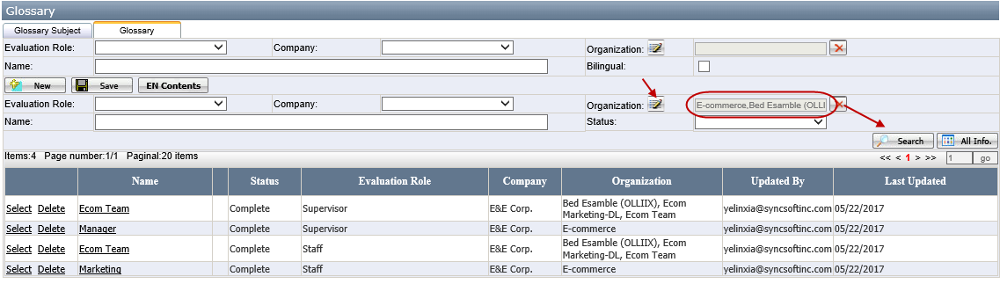 Glossary
Glossary Subject Glossary
Evaluation Role: Company: Organization:
Name: Bilingual:
New Save EN Contents
Evaluation Role: Company: Organization: E-commerce,Bed Esamble (OLLI
Name: Status:
Search All Info.
Items:4 Page number:1/1 Paginal:20 items << < 1 > >> 1 go
Name Status Evaluation Role Company Organization Updated By Last Updated
Select Delete Ecom Team Complete Supervisor E&E Corp. Bed Esamble (OLLIIX), Ecom Marketing-DL, Ecom Team yelinxia@syncsoftinc.com 05/22/2017
Select Delete Manager Complete Supervisor E&E Corp. E-commerce yelinxia@syncsoftinc.com 05/22/2017
Select Delete Ecom Team Complete Staff E&E Corp. Bed Esamble (OLLIIX), Ecom Marketing-DL, Ecom Team yelinxia@syncsoftinc.com 05/22/2017
Select Delete Marketing Complete Staff E&E Corp. E-commerce yelinxia@syncsoftinc.com 05/22/2017